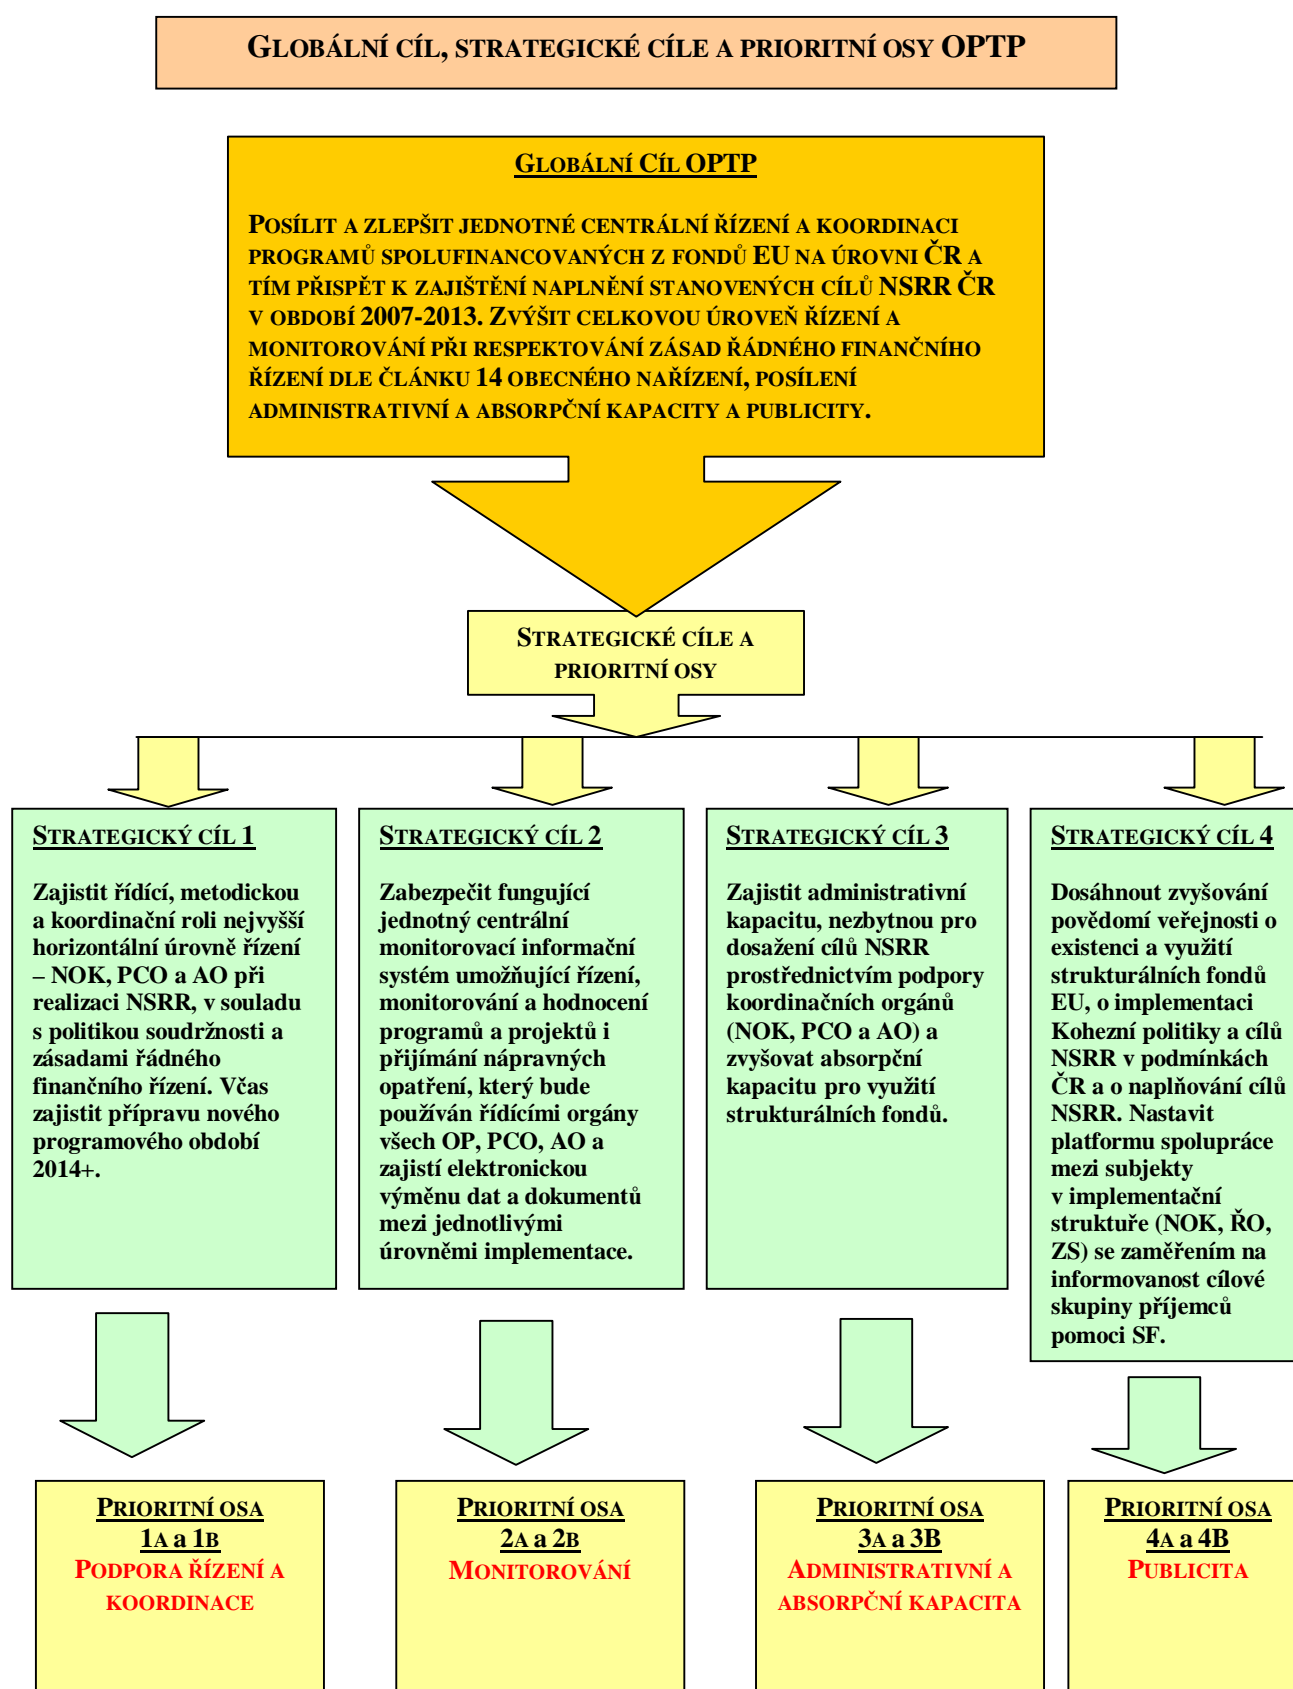 Globální cíl, strategické cíle a prioritní osy OPTP
Globální Cíl OPTP
Posílit a zlepšit jednotné centrální řízení a koordinaci
programů spolufinancovaných z fondů EU na úrovni ČR a
tím přispět k zajištění naplnění stanovených cílů NSRR ČR
v období 2007-2013. Zvýšit celkovou úroveň řízení a
monitorování při respektování zásad řádného finančního
řízení dle článku 14 obecného nařízení, posílení
administrativní a absorpční kapacity a publicity.
Strategické cíle a
prioritní osy
Strategický cíl 1
Zajistit řídící, metodickou
a koordinační roli nejvyšší
horizontální úrovně řízení
– NOK, PCO a AO při
realizaci NSRR, v souladu
s politikou soudržnosti a
zásadami řádného
finančního řízení. Včas
zajistit přípravu nového
programového období
2014+.
Strategický cíl 2
Zabezpečit fungující
jednotný centrální
monitorovací informační
systém umožňující řízení,
monitorování a hodnocení
programů a projektů i
přijímání nápravných
opatření, který bude
používán řídícími orgány
všech OP, PCO, AO a
zajistí elektronickou
výměnu dat a dokumentů
mezi jednotlivými
úrovněmi implementace.
Strategický cíl 3
Zajistit administrativní
kapacitu, nezbytnou pro
dosažení cílů NSRR
prostřednictvím podpory
koordinačních orgánů
(NOK, PCO a AO) a
zvyšovat absorpční
kapacitu pro využití
strukturálních fondů.
Strategický cíl 4
Dosáhnout zvyšování
povědomí veřejnosti o
existenci a využití
strukturálních fondů
EU, o implementaci
Kohezní politiky a cílů
NSRR v podmínkách
ČR a o naplňování cílů
NSRR. Nastavit
platformu spolupráce
mezi subjekty
v implementační
struktuře (NOK, ŘO,
ZS) se zaměřením na
informovanost cílové
skupiny příjemců
pomoci SF.
Prioritní osa
1a a 1b
Podpora řízení a
koordinace
Prioritní osa
2a a 2b
Monitorování
Prioritní osa
3a a 3B
Administrativní a
absorpční kapacita
Prioritní osa
4a a 4B
Publicita